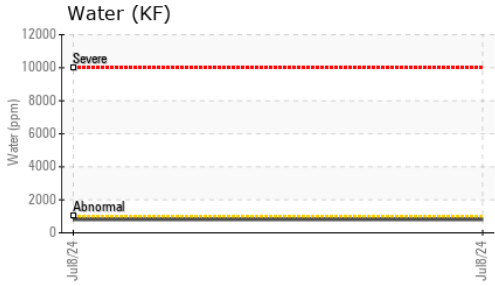 Water (KF)
12000
Severe
10000
8000
Water (ppm)
6000
4000
2000
Abnormal
0
Jul8/24
Jul8/24